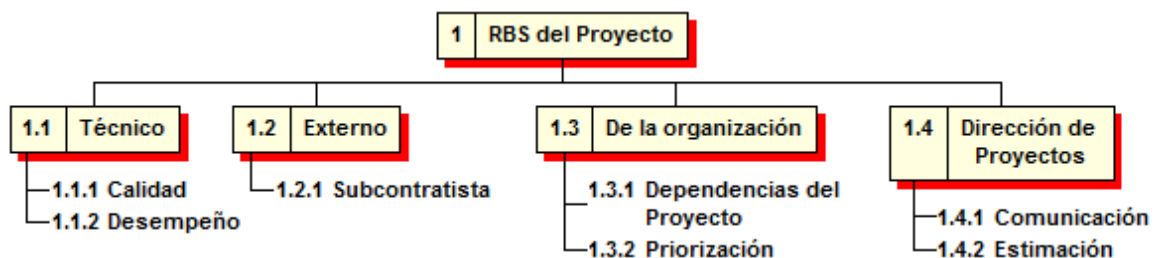 1 RBS del Proyecto
1.1 Técnico
1.1.1 Calidad
1.1.2 Desempeño
1.2 Externo
1.2.1 Subcontratista
1.3 De la organización
1.3.1 Dependencias del
Proyecto
1.3.2 Priorización
1.4 Dirección de
Proyectos
1.4.1 Comunicación
1.4.2 Estimación